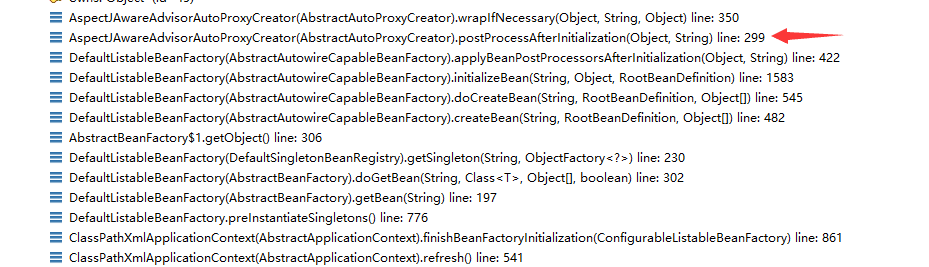 AspectJAwareAdvisorAutoProxyCreator(AbstractAutoProxyCreator).wrapIfNecessary(Object, String, Object) line: 350
AspectJAwareAdvisorAutoProxyCreator(AbstractAutoProxyCreator).postProcessAfterInitialization(Object, String) line: 299
DefaultListableBeanFactory(AbstractAutowireCapableBeanFactory).applyBeanPostProcessorsAfterInitialization(Object, String) line: 422
DefaultListableBeanFactory(AbstractAutowireCapableBeanFactory).initializeBean(String, Object, RootBeanDefinition) line: 1583
DefaultListableBeanFactory(AbstractAutowireCapableBeanFactory).doCreateBean(String, RootBeanDefinition, Object[]) line: 545
DefaultListableBeanFactory(AbstractAutowireCapableBeanFactory).createBean(String, RootBeanDefinition, Object[]) line: 482
AbstractBeanFactory$1.getObject() line: 306
DefaultListableBeanFactory(DefaultSingletonBeanRegistry).getSingleton(String, ObjectFactory<?>) line: 230
DefaultListableBeanFactory(AbstractBeanFactory).doGetBean(String, Class<T>, Object[], boolean) line: 302
DefaultListableBeanFactory(AbstractBeanFactory).getBean(String) line: 197
DefaultListableBeanFactory.preInstantiateSingletons() line: 776
ClassPathXmlApplicationContext(AbstractApplicationContext).finishBeanFactoryInitialization(ConfigurableListableBeanFactory) line: 861
ClassPathXmlApplicationContext(AbstractApplicationContext).refresh() line: 541